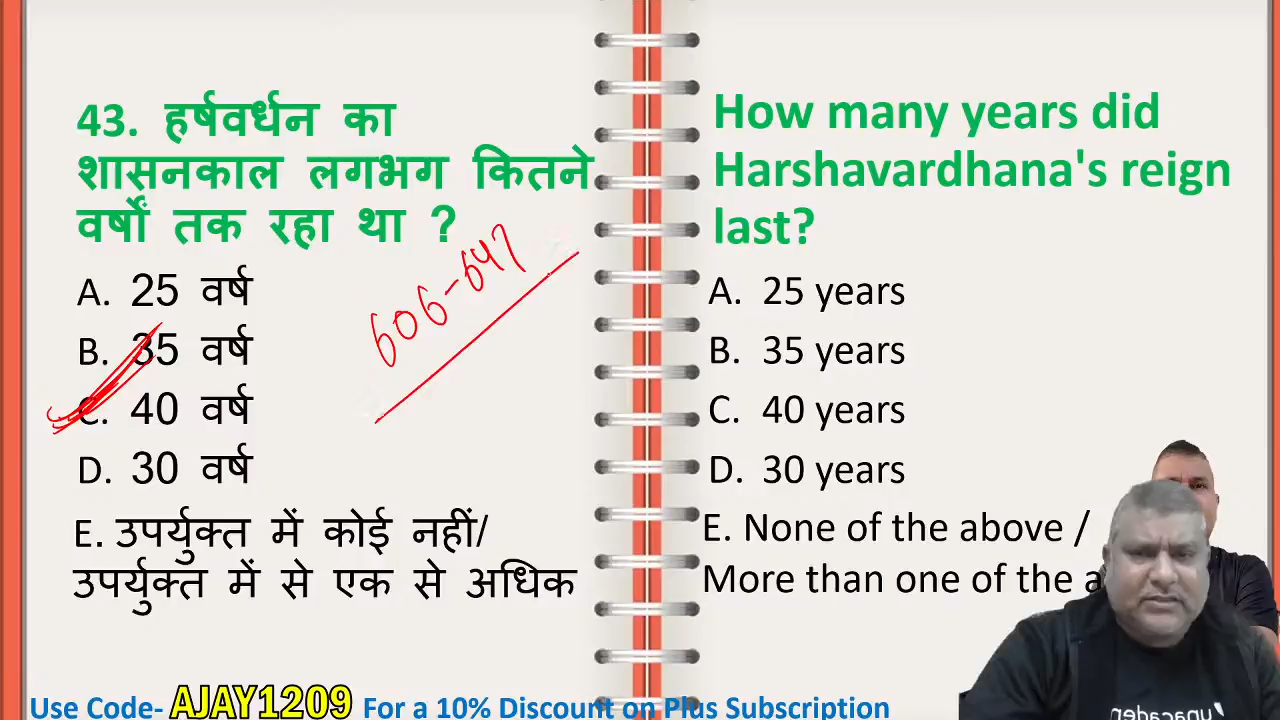 43. हर्षवर्धन का
शासनकाल लगभग कितने
वर्षों तक रहा था ?
A. 25 वर्ष
B. 35 वर्ष
C. 40 वर्ष
D. 30 वर्ष
E. उपर्युक्त में कोई नहीं/
उपर्युक्त में से एक से अधिक
606-647
How many years did
Harshavardhana's reign
last?
A. 25 years
B. 35 years
C. 40 years
D. 30 years
E. None of the above /
More than one of the a
Use Code- AJAY1209 For a 10% Discount on Plus Subscription
unacader